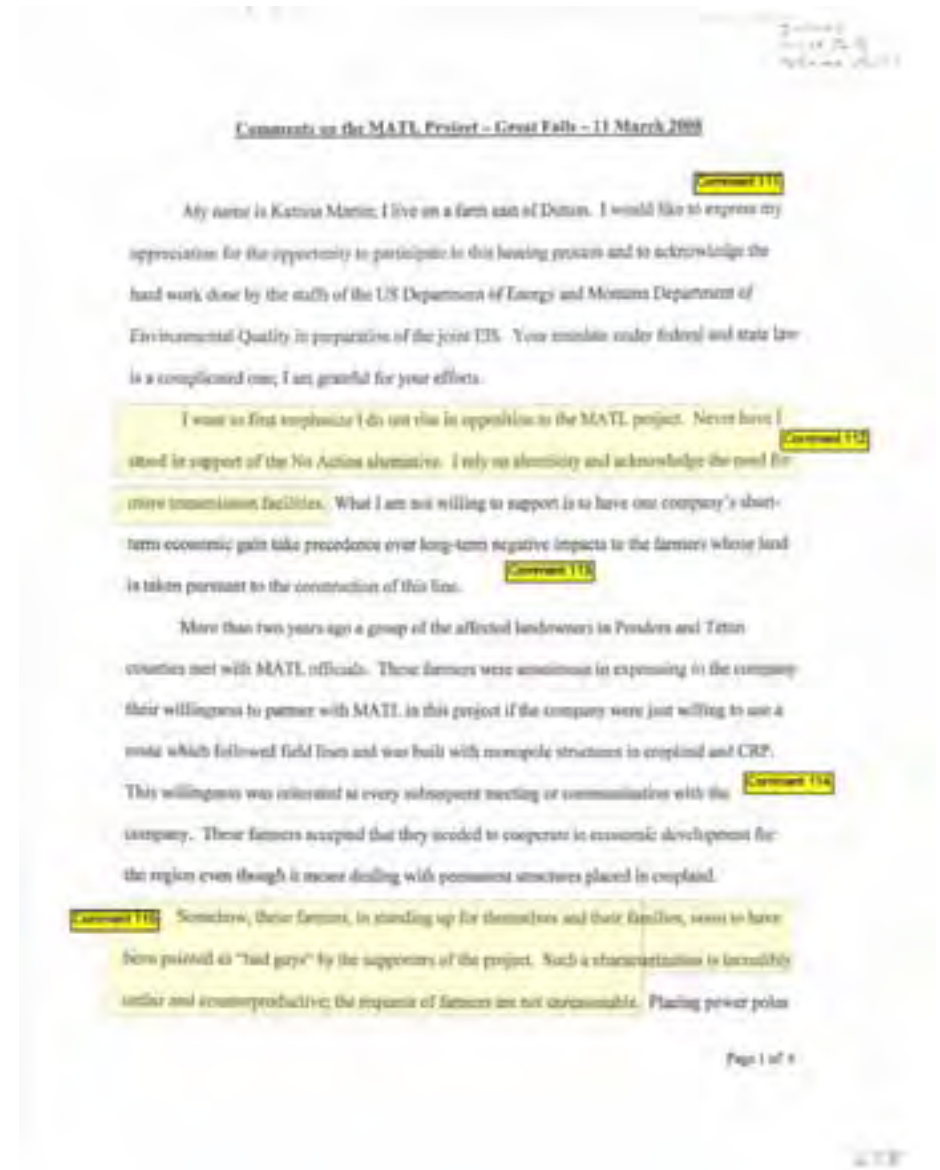 Comments on the MATL Project – Great Falls – 11 March 2008
Comment 111
My name is Katrina Martin; I live on a farm east of Dutton. I would like to express my
appreciation for the opportunity to participate in this hearing process and to acknowledge the
hard work done by the staffs of the US Department of Energy and Montana Department of
Environmental Quality in preparation of the joint EIS. Your mandate under federal and state law
is a complicated one; I am grateful for your efforts.
I want to first emphasize I do not rise in opposition to the MATL project. Never have I
Comment 112
stood in support of the No Action alternative. I rely on electricity and acknowledge the need for
more transmission facilities. What I am not willing to support is to have one company's short-
term economic gain take precedence over long-term negative impacts to the farmers whose land
Comment 113
is taken pursuant to the construction of this line.
More than two years ago a group of the affected landowners in Pondera and Teton
counties met with MATL officials. These farmers were unanimous in expressing to the company
their willingness to partner with MATL in this project if the company were just willing to use a
route which followed field lines and was built with monopole structures in cropland and CRP.
Comment 114
This willingness was reiterated at every subsequent meeting or communication with the
company. These farmers accepted that they needed to cooperate in economic development for
the region even though it meant dealing with permanent structures placed in cropland.
Comment 115
Somehow, these farmers, in standing up for themselves and their families, seem to have
been painted as "bad guys" by the supporters of the project. Such a characterization is incredibly
unfair and counterproductive; the requests of farmers are not unreasonable. Placing power poles
Page 1 of 4